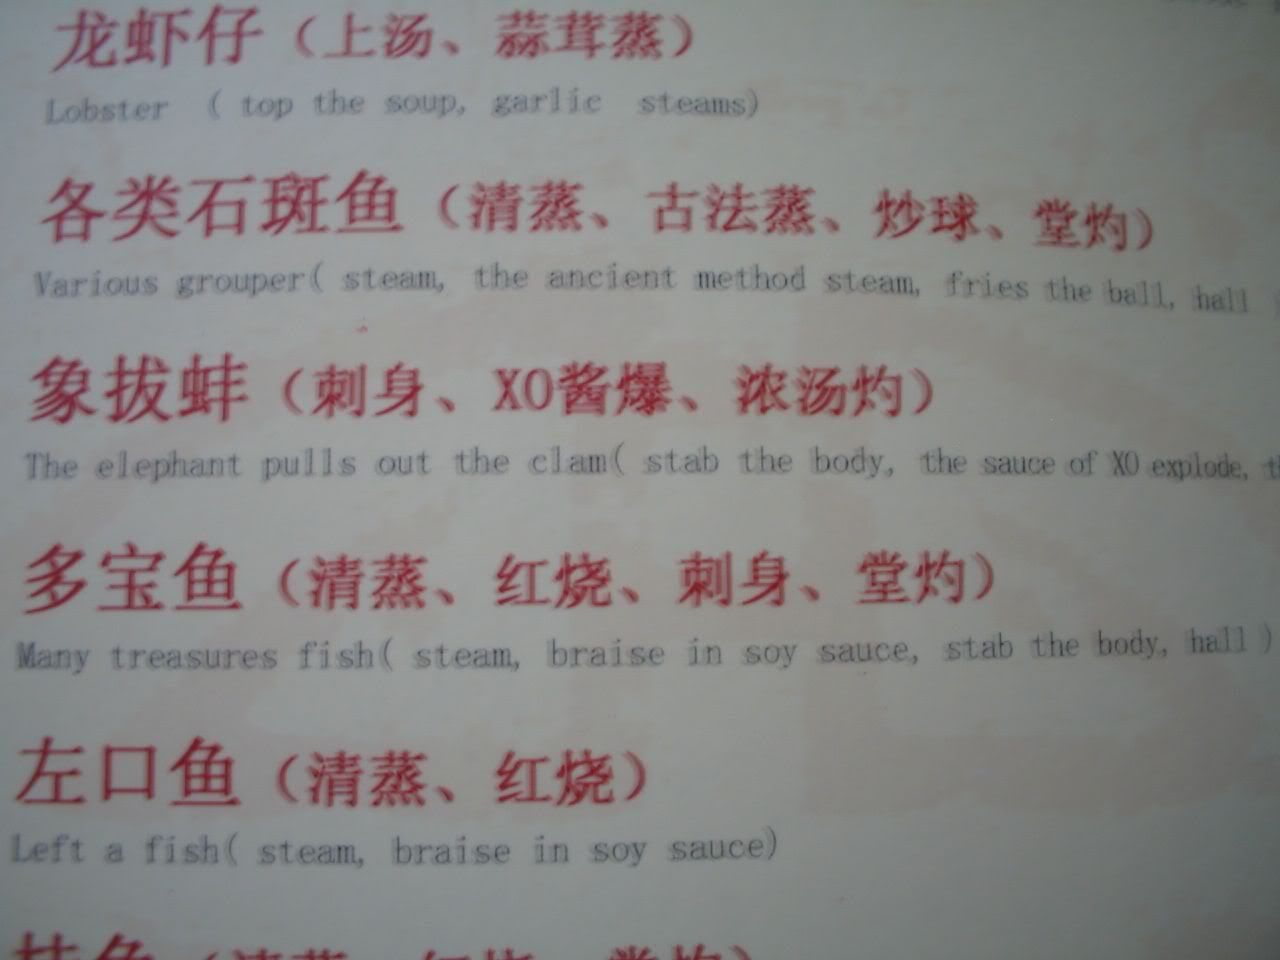 龙虾仔（上汤、蒜茸蒸）
Lobster ( top the soup, garlic steams)
各类石斑鱼（清蒸、古法蒸、炒球、堂灼）
Various grouper( steam, the ancient method steam, fries the ball, hall
象拔蚌（刺身、XO酱爆、浓汤灼）
The elephant pulls out the clam( stab the body, the sauce of XO explode,
多宝鱼（清蒸、红烧、刺身、堂灼）
Many treasures fish( steam, braise in soy sauce, stab the body, hall )
左口鱼（清蒸、红烧）
Left a fish( steam, braise in soy sauce)